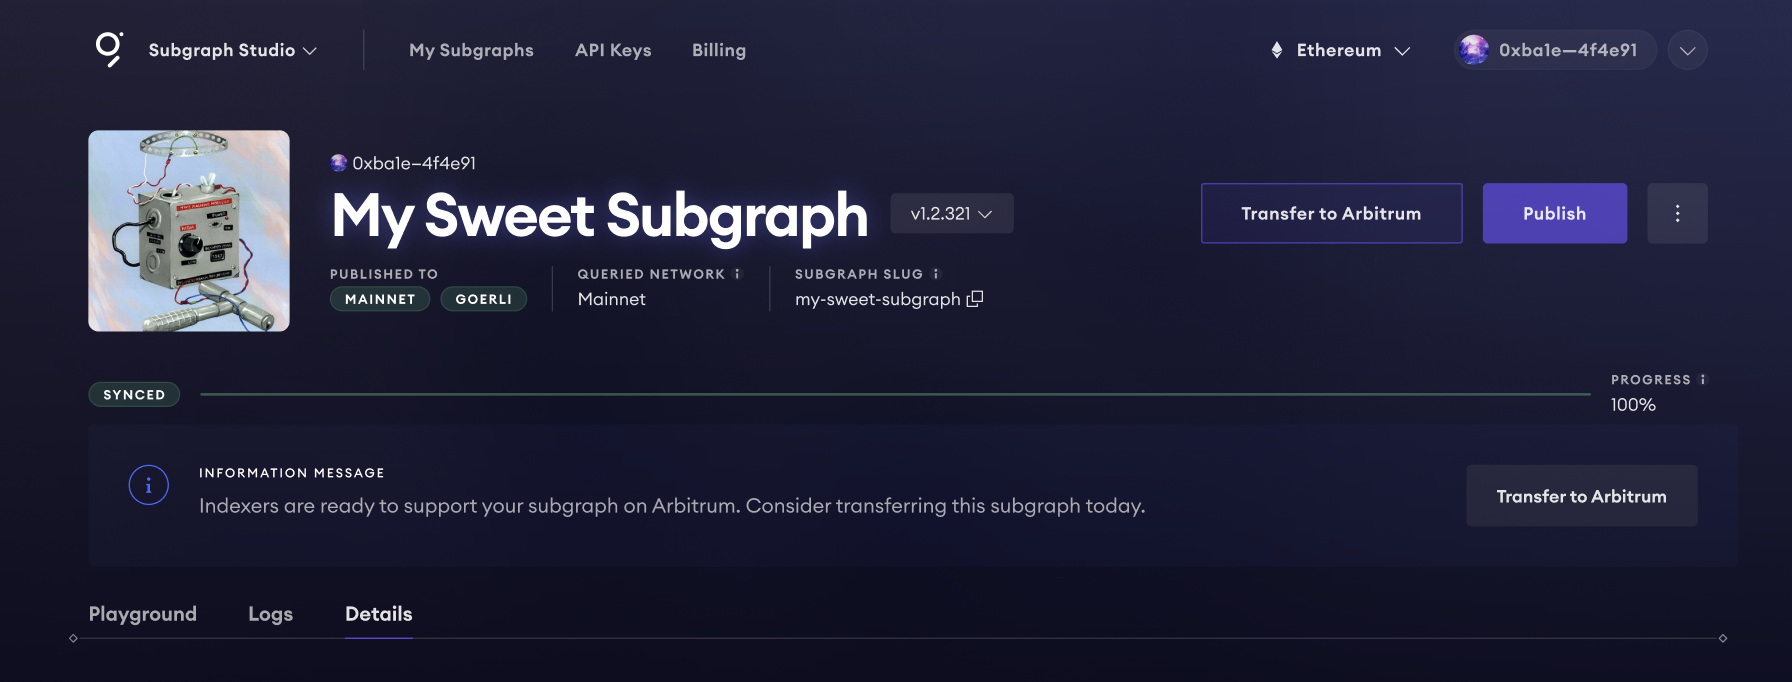 Subgraph Studio My Subgraphs API Keys Billing Ethereum 0xba1e–4f4e91
0xba1e–4f4e91
My Sweet Subgraph v1.2.321
Transfer to Arbitrum Publish
PUBLISHED TO QUERIED NETWORK SUBGRAPH SLUG
MAINNET GOERLI Mainnet my-sweet-subgraph
SYNCED
PROGRESS
100%
INFORMATION MESSAGE
Indexers are ready to support your subgraph on Arbitrum. Consider transferring this subgraph today.
Transfer to Arbitrum
Playground Logs Details